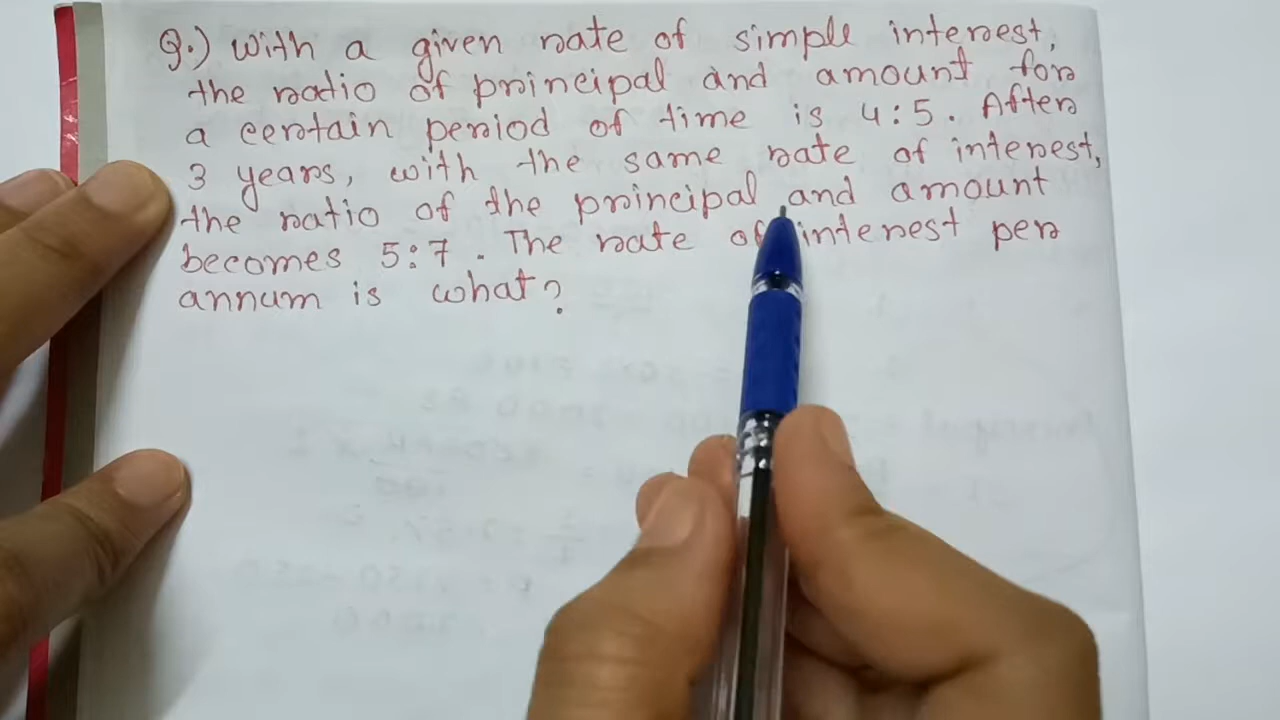 Q.) With a given rate of simple interest,
the ratio of principal and amount for
a certain period of time is 4:5. After
3 years, with the same rate of interest,
the ratio of the principal and amount
becomes 5:7. The rate of interest per
annum is what?